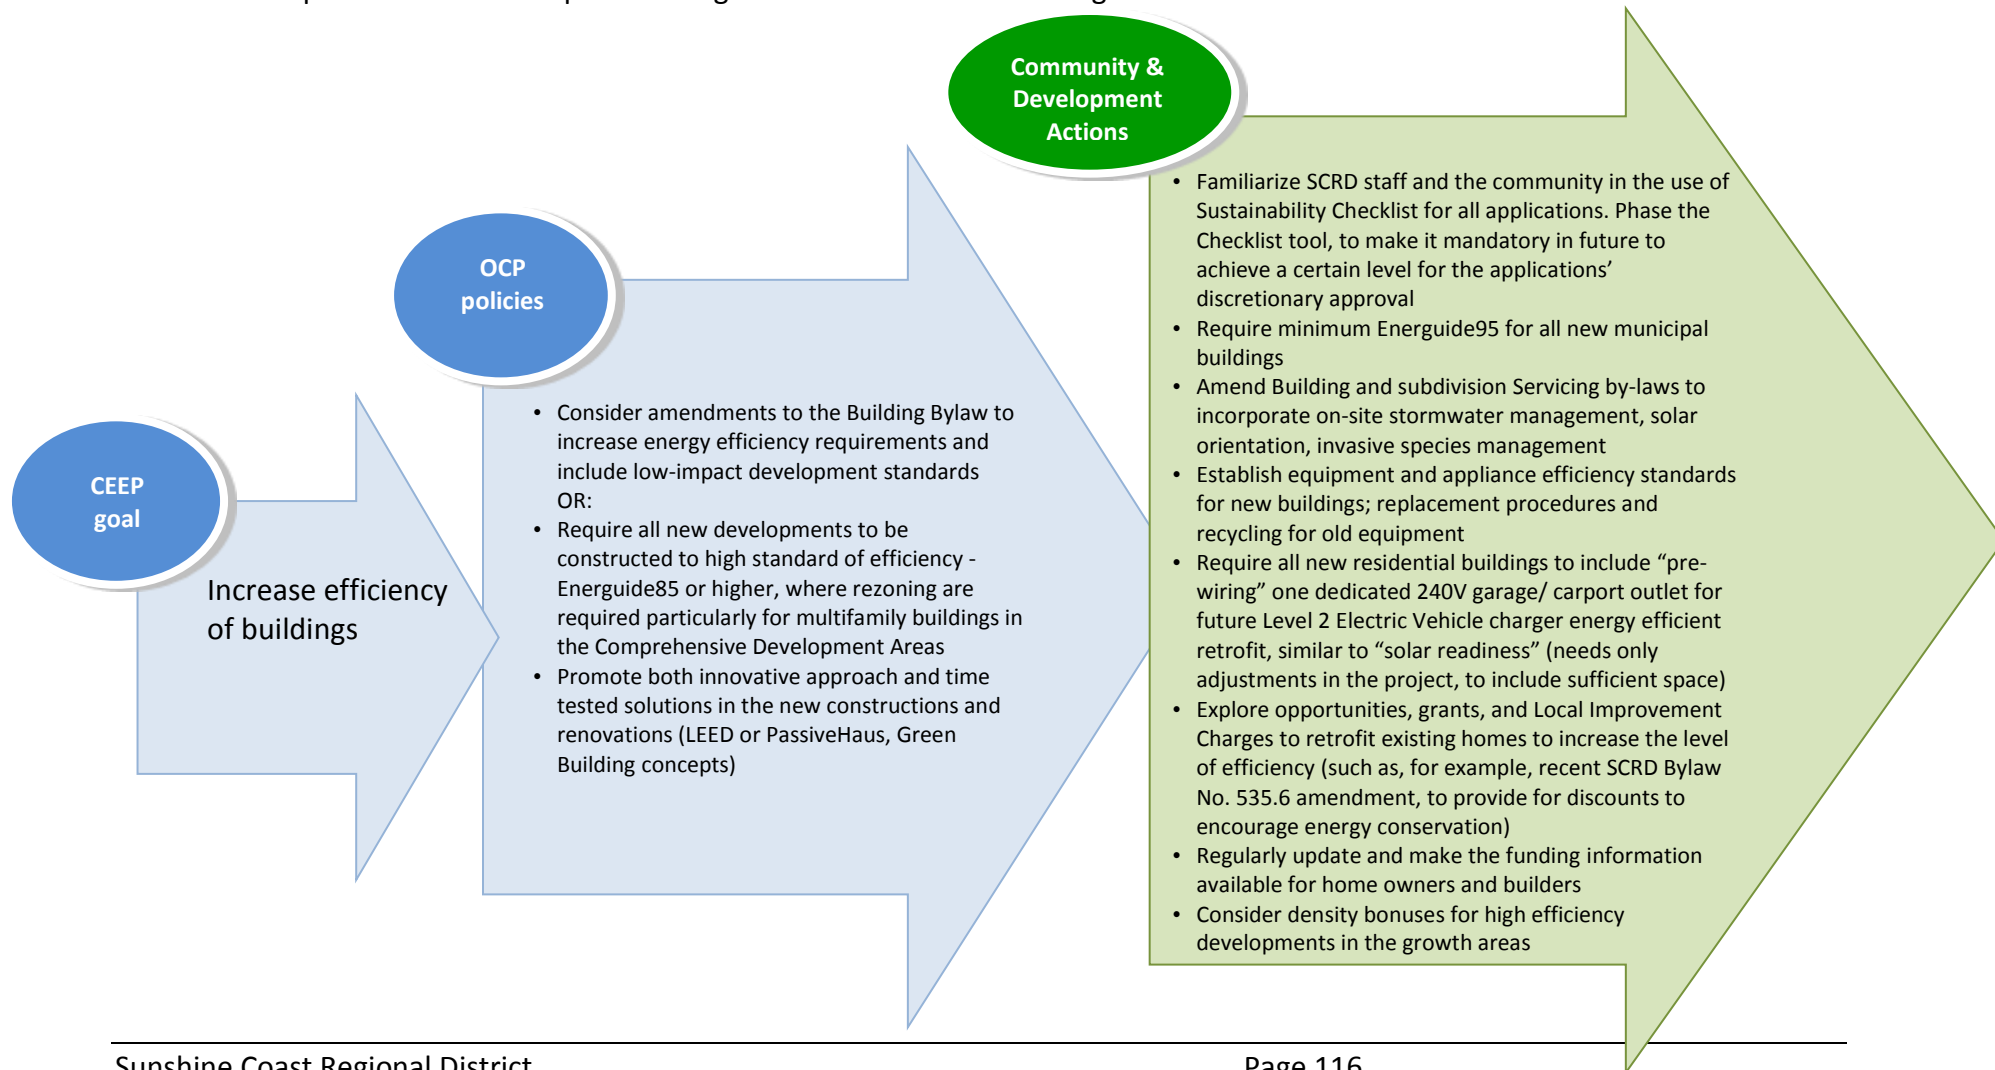 CEEP
goal
Increase efficiency
of buildings
OCP
policies
• Consider amendments to the Building Bylaw to
increase energy efficiency requirements and
include low-impact development standards
OR:
• Require all new developments to be
constructed to high standard of efficiency -
Energuide85 or higher, where rezoning are
required particularly for multifamily buildings in
the Comprehensive Development Areas
• Promote both innovative approach and time
tested solutions in the new constructions and
renovations (LEED or PassiveHaus, Green
Building concepts)
Community &
Development
Actions
• Familiarize SCRD staff and the community in the use of
Sustainability Checklist for all applications. Phase the
Checklist tool, to make it mandatory in future to
achieve a certain level for the applications’
discretionary approval
• Require minimum Energuide95 for all new municipal
buildings
• Amend Building and subdivision Servicing by-laws to
incorporate on-site stormwater management, solar
orientation, invasive species management
• Establish equipment and appliance efficiency standards
for new buildings; replacement procedures and
recycling for old equipment
• Require all new residential buildings to include “pre-
wiring” one dedicated 240V garage/ carport outlet for
future Level 2 Electric Vehicle charger energy efficient
retrofit, similar to “solar readiness” (needs only
adjustments in the project, to include sufficient space)
• Explore opportunities, grants, and Local Improvement
Charges to retrofit existing homes to increase the level
of efficiency (such as, for example, recent SCRD Bylaw
No. 535.6 amendment, to provide for discounts to
encourage energy conservation)
• Regularly update and make the funding information
available for home owners and builders
• Consider density bonuses for high efficiency
developments in the growth areas
Sunshine Coast Regional District
Page 116